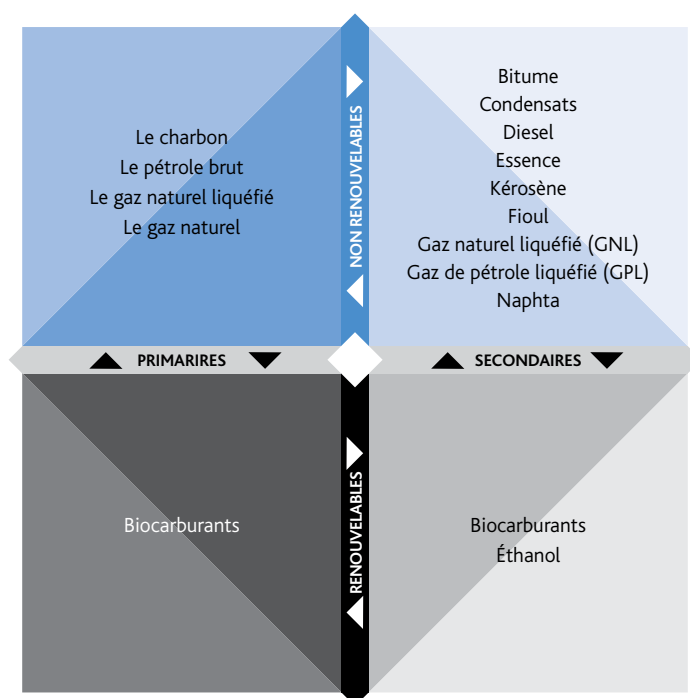 Le charbon
Le pétrole brut
Le gaz naturel liquéfié
Le gaz naturel
NON RENOUVELABLES
Bitume
Condensats
Diesel
Essence
Kérosène
Fioul
Gaz naturel liquéfié (GNL)
Gaz de pétrole liquéfié (GPL)
Naphta
PRIMARIRES
SECONDAIRES
Biocarburants
RENOUVELABLES
Biocarburants
Éthanol